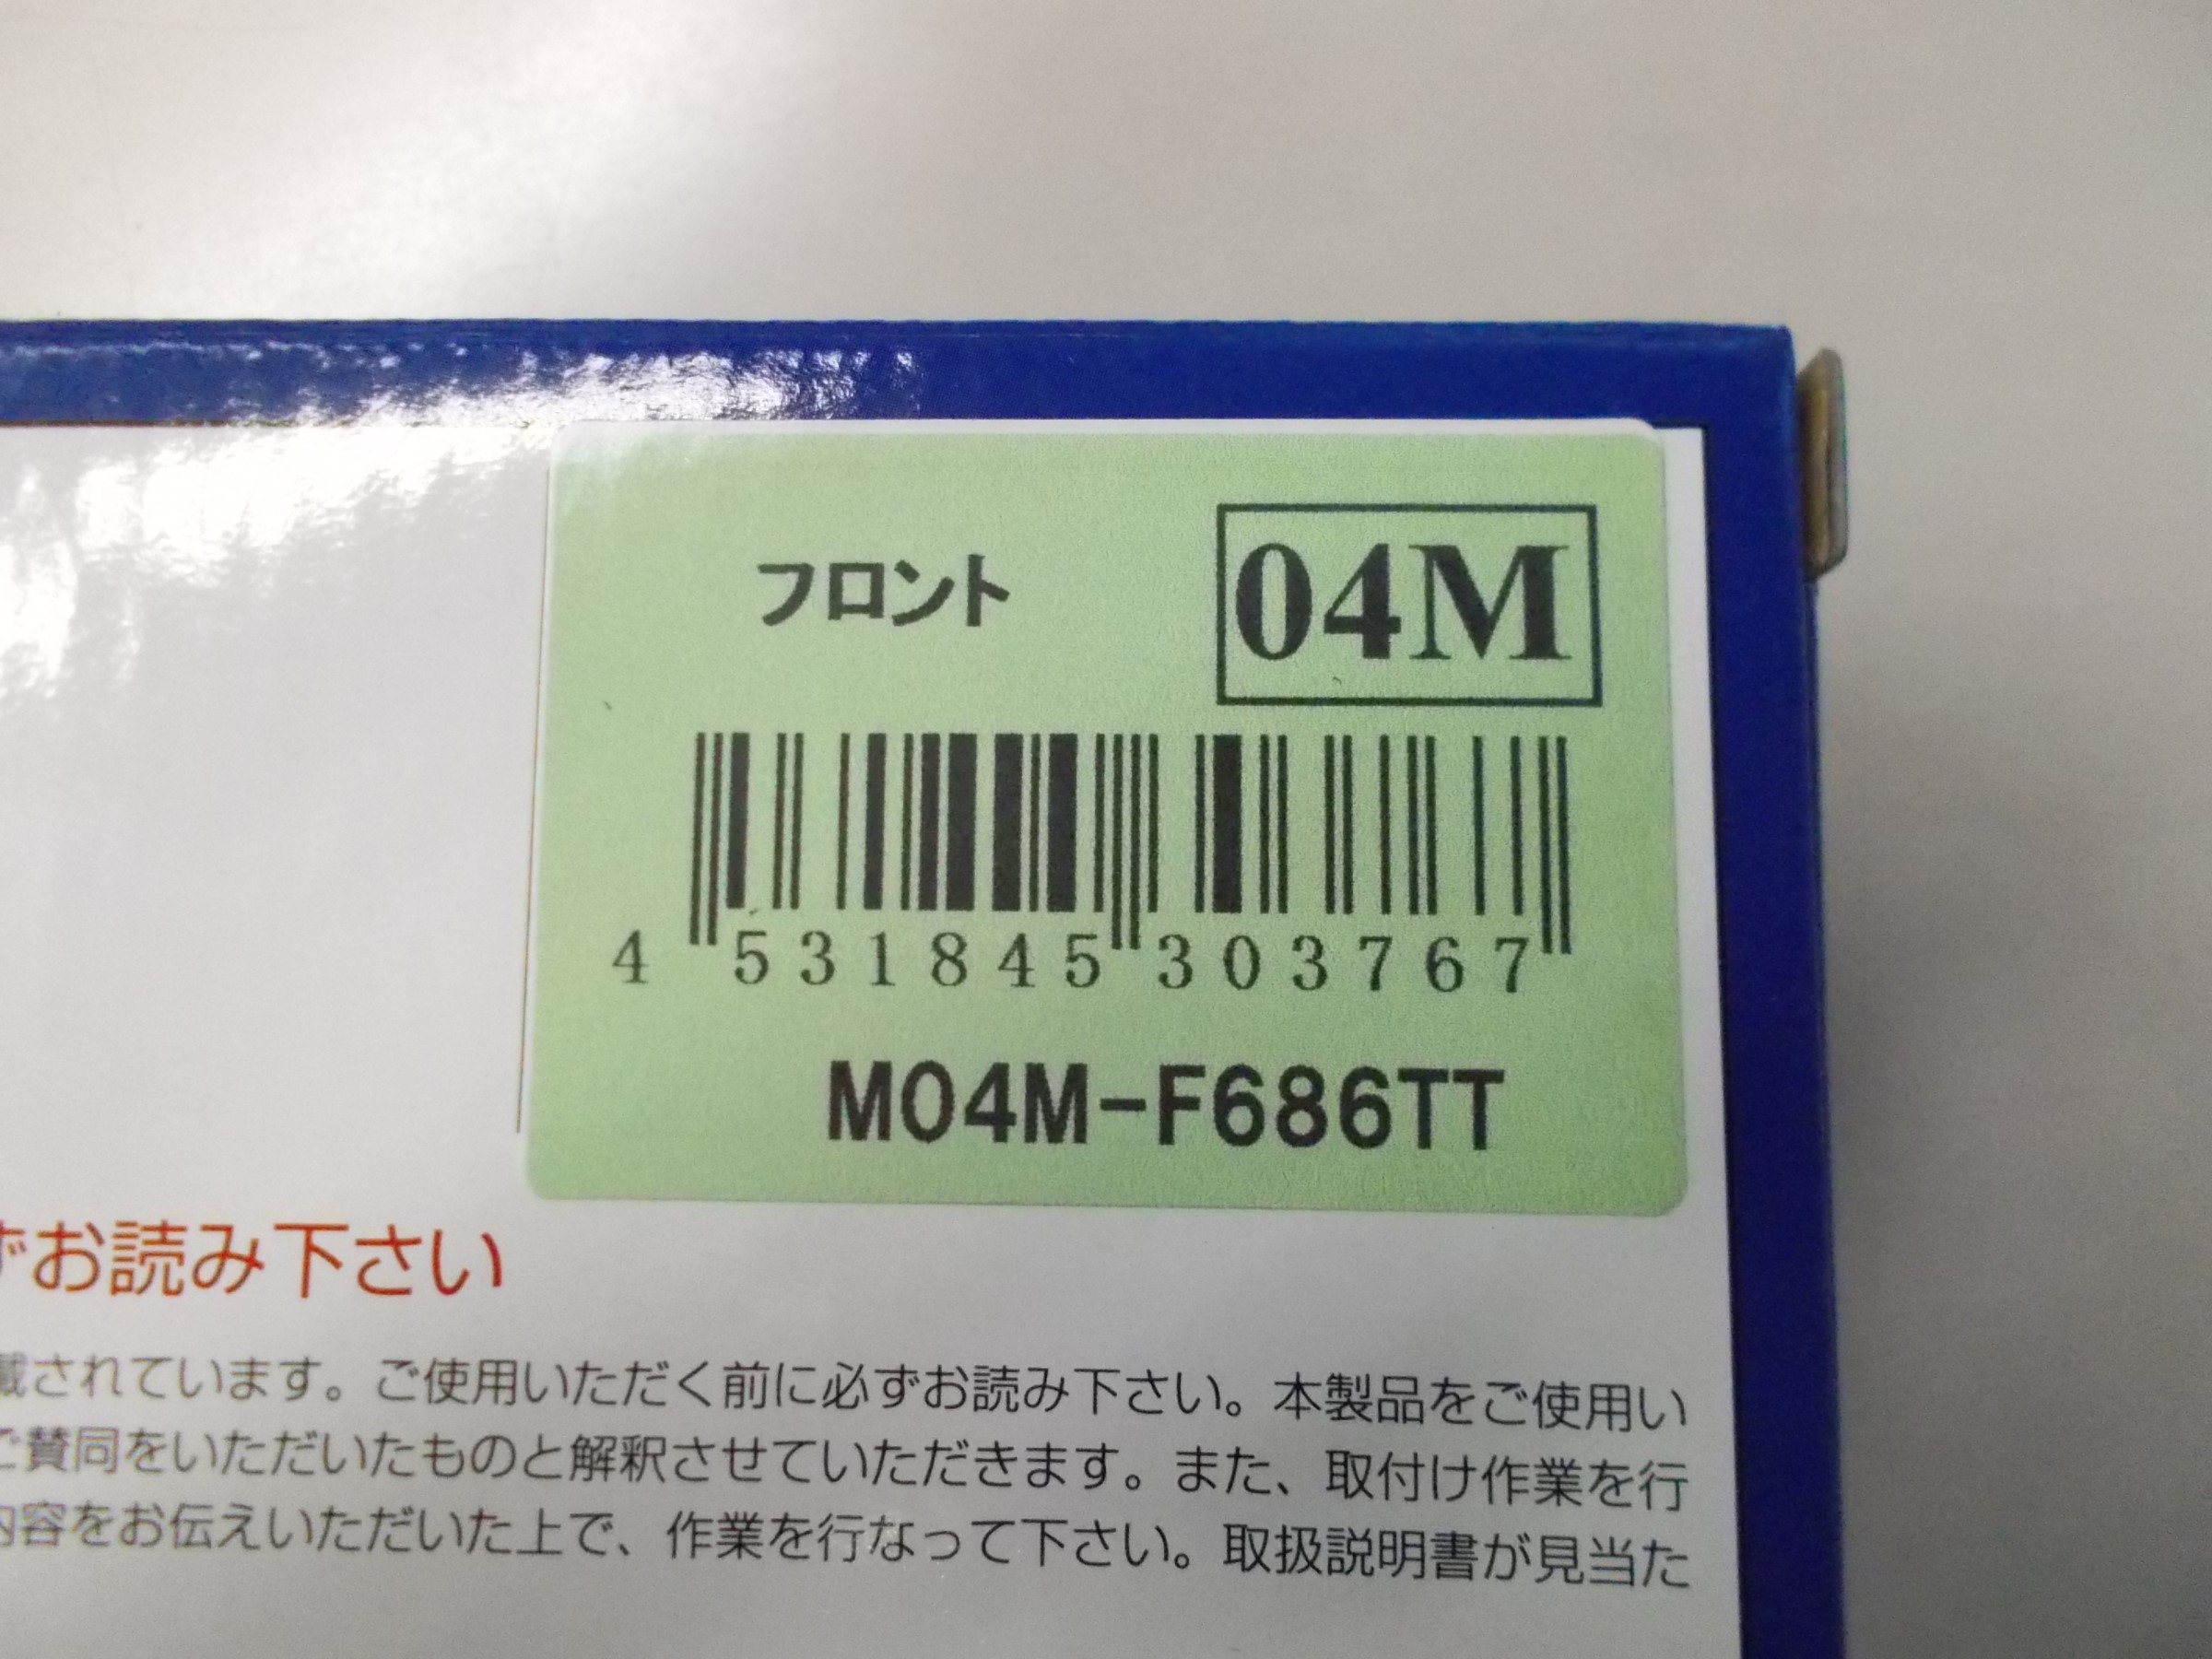 フロント
04M
4 531845 303767
M04M-F686TT
ずお読み下さい
載されています。ご使用いただく前に必ずお読み下さい。本製品をご使用い
ご賛同をいただいたものと解釈させていただきます。また、取付け作業を行
内容をお伝えいただいた上で、作業を行なって下さい。取扱説明書が見当た